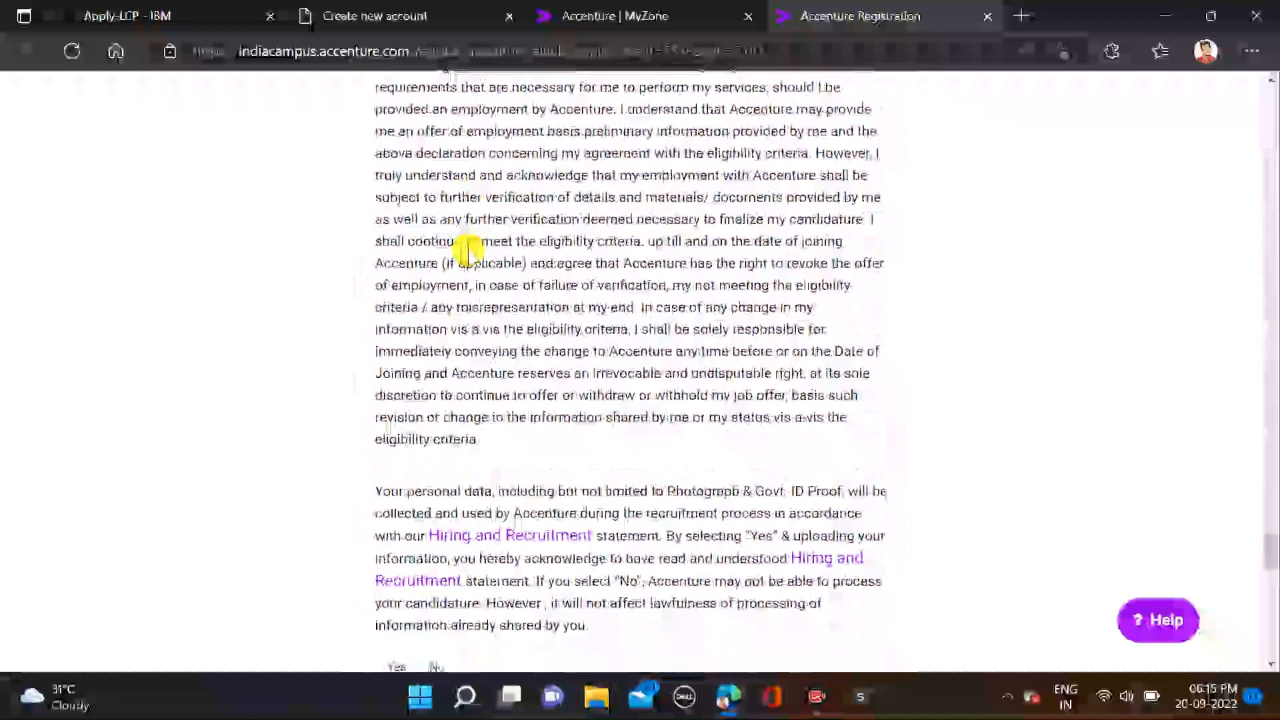 Apply-LCP - IBM
Create new account
Accenture | MyZone
Accenture Registration
indiacampus.accenture.com
requirements that are necessary for me to perform my services, should I be
provided an employment by Accenture. I understand that Accenture may provide
me an offer of employment basis preliminary information provided by me and the
above declaration concerning my agreement with the eligibility criteria. However, I
truly understand and acknowledge that my employment with Accenture shall be
subject to further verification of details and materials/ documents provided by me
as well as any further verification deemed necessary to finalize my candidature. I
shall meet the eligibility criteria, up till and on the date of joining
Accenture (if applicable) and agree that Accenture has the right to revoke the offer
of employment, in case of failure of verification, my not meeting the eligibility
criteria / any misrepresentation at my end. In case of any change in my
information vis a via the eligibility criteria, I shall be solely responsible for
immediately conveying the change to Accenture any time before or on the Date of
Joining and Accenture reserves an irrevocable and undisputable right, at its sole
discretion to continue to offer or withdraw or withhold my job offer, basis such
revision or change in the information shared by me or my status vis-a-vis the
eligibility criteria.
Your personal data, including but not limited to Photograph & Govt. ID Proof, will be
collected and used by Accenture during the recruitment process in accordance
with our Hiring and Recruitment statement. By selecting "Yes" & uploading your
information, you hereby acknowledge to have read and understood Hiring and
Recruitment statement. If you select "No", Accenture may not be able to process
your candidature. However , it will not affect lawfulness of processing of
information already shared by you.
Yes No
? Help
31°C
Cloudy
DELL
S
ENG
IN
06:15 PM
20-09-2022